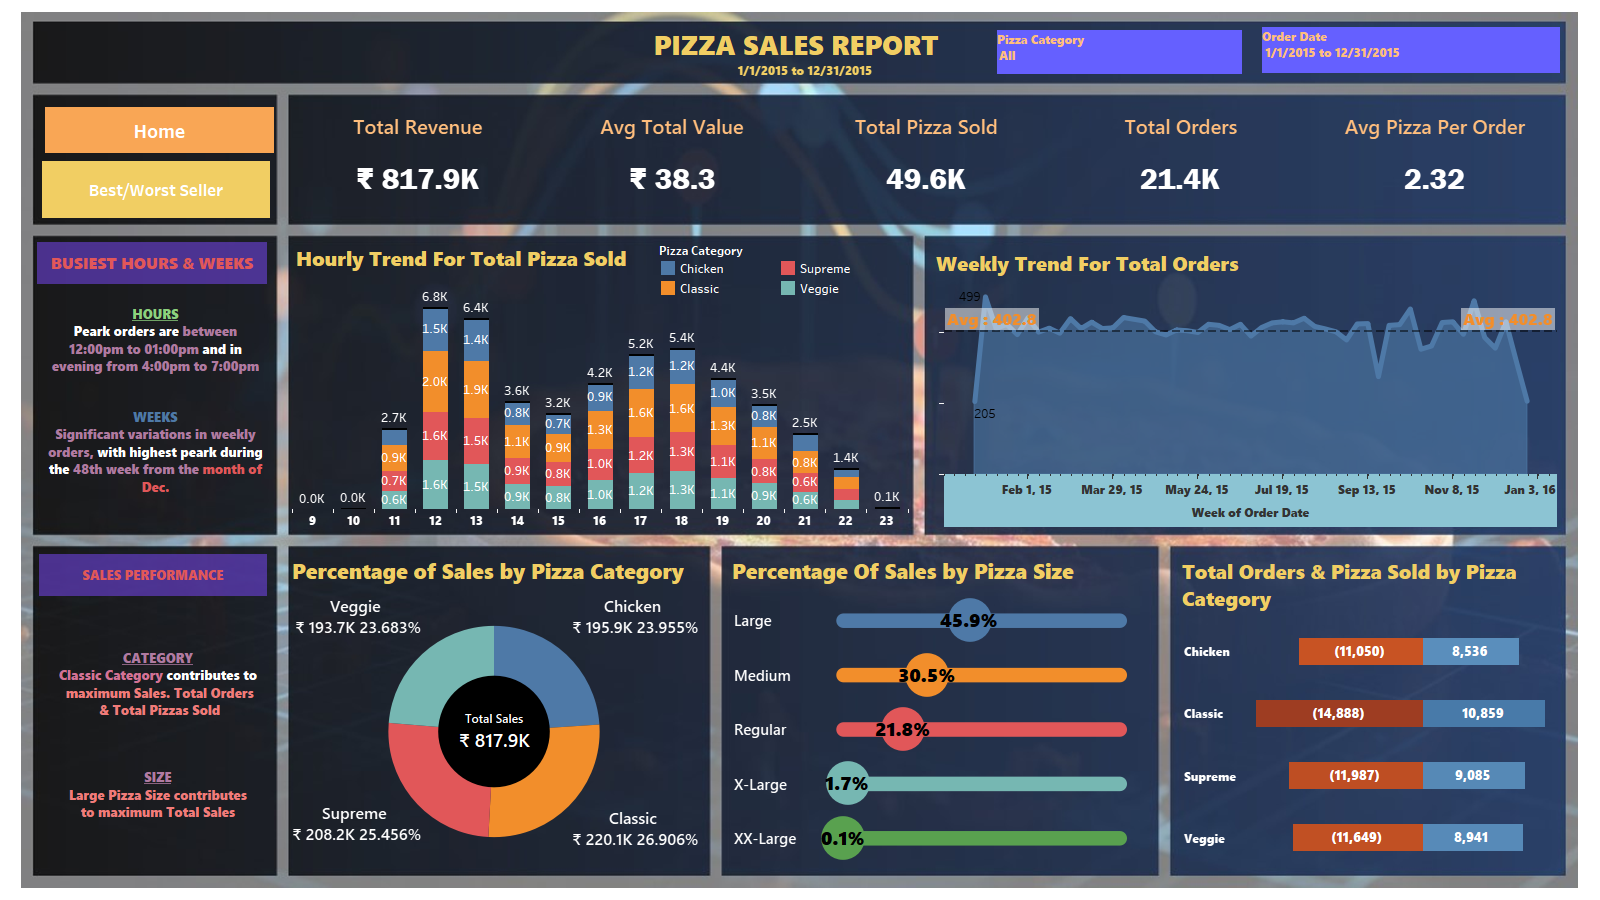 PIZZA SALES REPORT
1/1/2015 to 12/31/2015
Pizza Category
All
Order Date
1/1/2015 to 12/31/2015
Home
Best/Worst Seller
Total Revenue
₹ 817.9K
Avg Total Value
₹ 38.3
Total Pizza Sold
49.6K
Total Orders
21.4K
Avg Pizza Per Order
2.32
BUSIEST HOURS & WEEKS
HOURS
Peark orders are between
12:00pm to 01:00pm and in
evening from 4:00pm to 7:00pm
WEEKS
Significant variations in weekly
orders, with highest peark during
the 48th week from the month of
Dec.
Hourly Trend For Total Pizza Sold
Pizza Category
Chicken
Supreme
Classic
Veggie
0.0K
0.0K
2.7K
0.9K
0.7K
0.6K
6.8K
1.5K
2.0K
1.6K
1.6K
6.4K
1.4K
1.9K
1.5K
1.5K
3.6K
0.8K
1.1K
0.9K
0.9K
3.2K
0.7K
0.9K
0.8K
0.8K
4.2K
0.9K
1.3K
1.0K
1.0K
5.2K
1.2K
1.6K
1.2K
1.2K
5.4K
1.2K
1.6K
1.3K
1.3K
4.4K
1.0K
1.3K
1.1K
1.1K
3.5K
0.8K
1.1K
0.8K
0.9K
2.5K
0.8K
0.6K
0.6K
1.4K
0.1K
9 10 11 12 13 14 15 16 17 18 19 20 21 22 23
Weekly Trend For Total Orders
499
Avg : 402.6
Avg : 402.6
205
Feb 1, 15 Mar 29, 15 May 24, 15 Jul 19, 15 Sep 13, 15 Nov 8, 15 Jan 3, 16
Week of Order Date
SALES PERFORMANCE
CATEGORY
Classic Category contributes to
maximum Sales. Total Orders
& Total Pizzas Sold
SIZE
Large Pizza Size contributes
to maximum Total Sales
Percentage of Sales by Pizza Category
Veggie
₹ 193.7K 23.683%
Chicken
₹ 195.9K 23.955%
Total Sales
₹ 817.9K
Supreme
₹ 208.2K 25.456%
Classic
₹ 220.1K 26.906%
Percentage Of Sales by Pizza Size
Large 45.9%
Medium 30.5%
Regular 21.8%
X-Large 1.7%
XX-Large 0.1%
Total Orders & Pizza Sold by Pizza
Category
Chicken (11,050) 8,536
Classic (14,888) 10,859
Supreme (11,987) 9,085
Veggie (11,649) 8,941